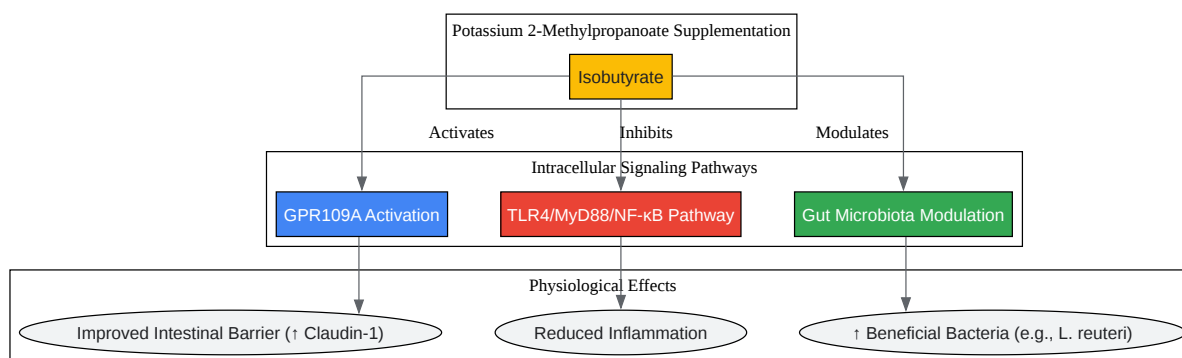 Potassium 2-Methylpropanoate Supplementation
Isobutyrate
Activates
Inhibits
Modulates
Intracellular Signaling Pathways
GPR109A Activation
TLR4/MyD88/NF-κB Pathway
Gut Microbiota Modulation
Physiological Effects
Improved Intestinal Barrier (↑ Claudin-1)
Reduced Inflammation
↑ Beneficial Bacteria (e.g., L. reuteri)